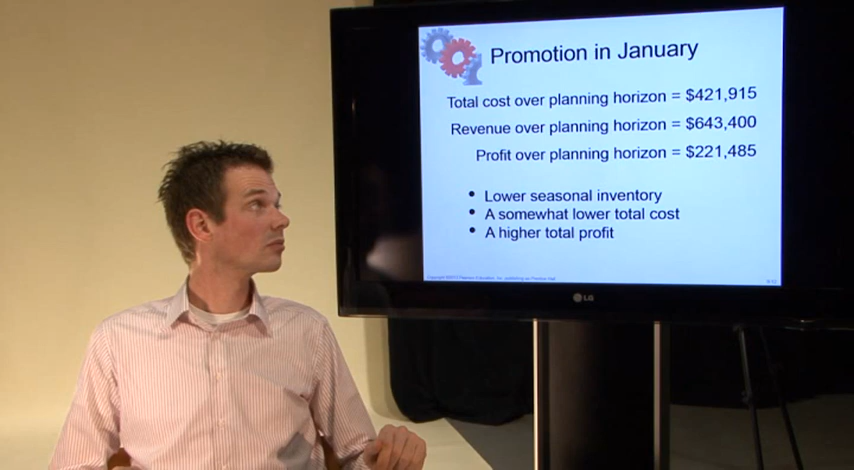 Promotion in January
Total cost over planning horizon = $421,915
Revenue over planning horizon = $643,400
Profit over planning horizon = $221,485
• Lower seasonal inventory
• A somewhat lower total cost
• A higher total profit
LG